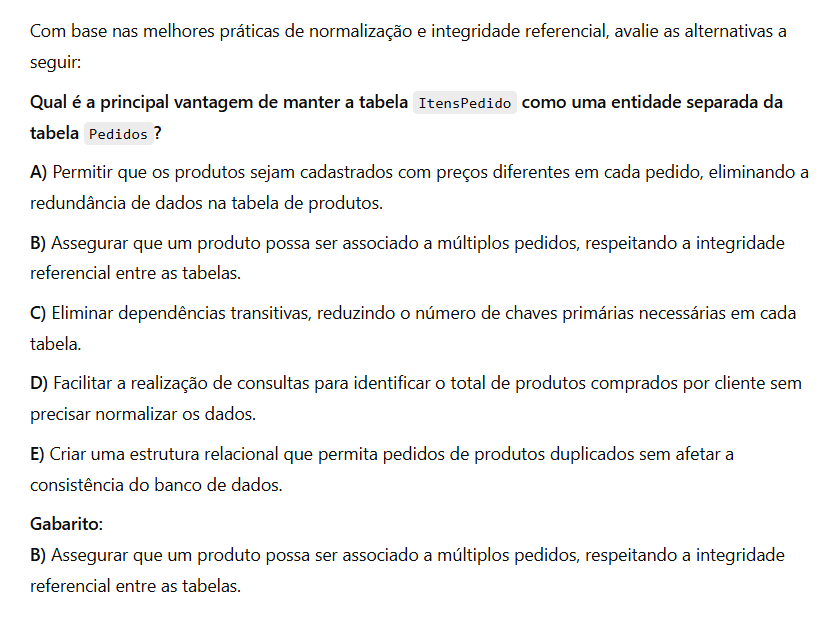 Com base nas melhores práticas de normalização e integridade referencial, avalie as alternativas a
seguir:
Qual é a principal vantagem de manter a tabela ItensPedido como uma entidade separada da
tabela Pedidos ?
A) Permitir que os produtos sejam cadastrados com preços diferentes em cada pedido, eliminando a
redundância de dados na tabela de produtos.
B) Assegurar que um produto possa ser associado a múltiplos pedidos, respeitando a integridade
referencial entre as tabelas.
C) Eliminar dependências transitivas, reduzindo o número de chaves primárias necessárias em cada
tabela.
D) Facilitar a realização de consultas para identificar o total de produtos comprados por cliente sem
precisar normalizar os dados.
E) Criar uma estrutura relacional que permita pedidos de produtos duplicados sem afetar a
consistência do banco de dados.
Gabarito:
B) Assegurar que um produto possa ser associado a múltiplos pedidos, respeitando a integridade
referencial entre as tabelas.